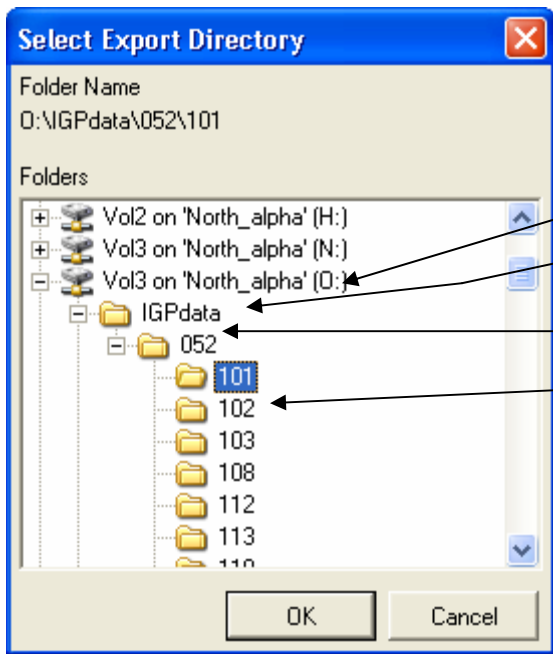 Select Export Directory
Folder Name
O:\IGPdata\052\101
Folders
Vol2 on 'North_alpha' (H:)
Vol3 on 'North_alpha' (N:)
Vol3 on 'North_alpha' (O:)
IGPdata
052
101
102
103
108
112
113
OK
Cancel